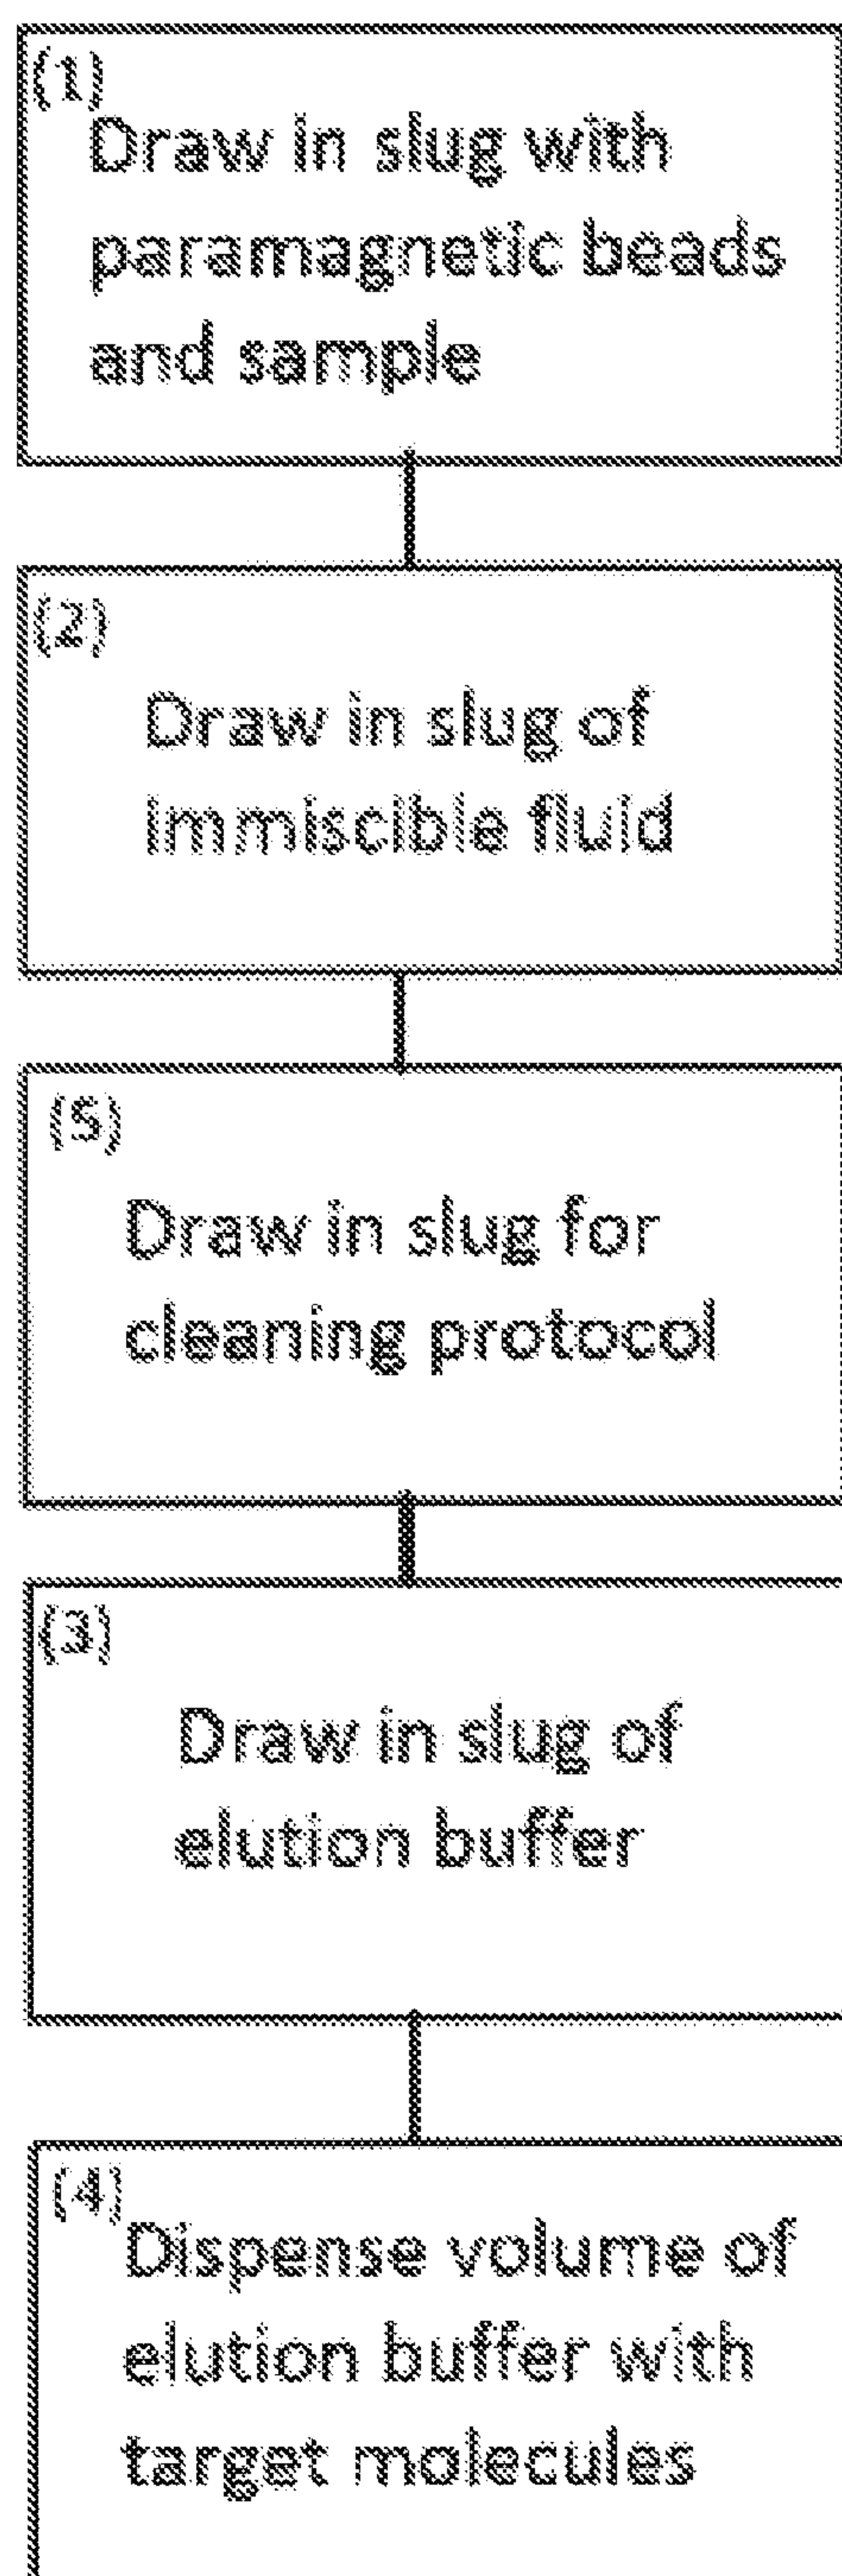 (1)
Draw in slug with
paramagnetic beads
and sample
(2)
Draw in slug of
immiscible fluid
(5)
Draw in slug for
cleaning protocol
(3)
Draw in slug of
elution buffer
(4)
Dispense volume of
elution buffer with
target molecules